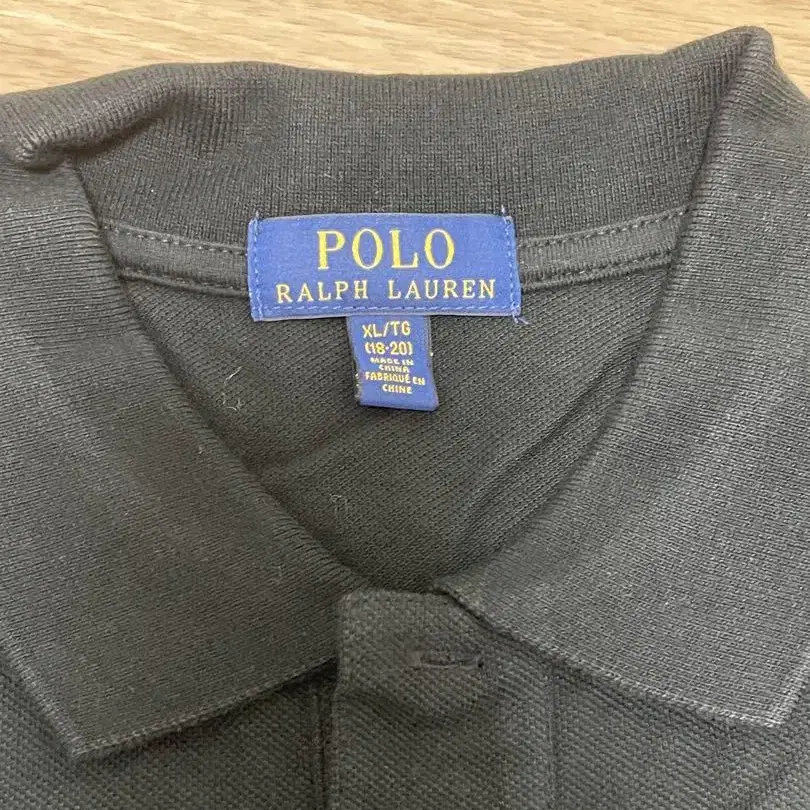 POLO
RALPH LAUREN
XL/TG
(18-20)
MADE IN
CHINA
FABRIQUÉ EN
CHINE